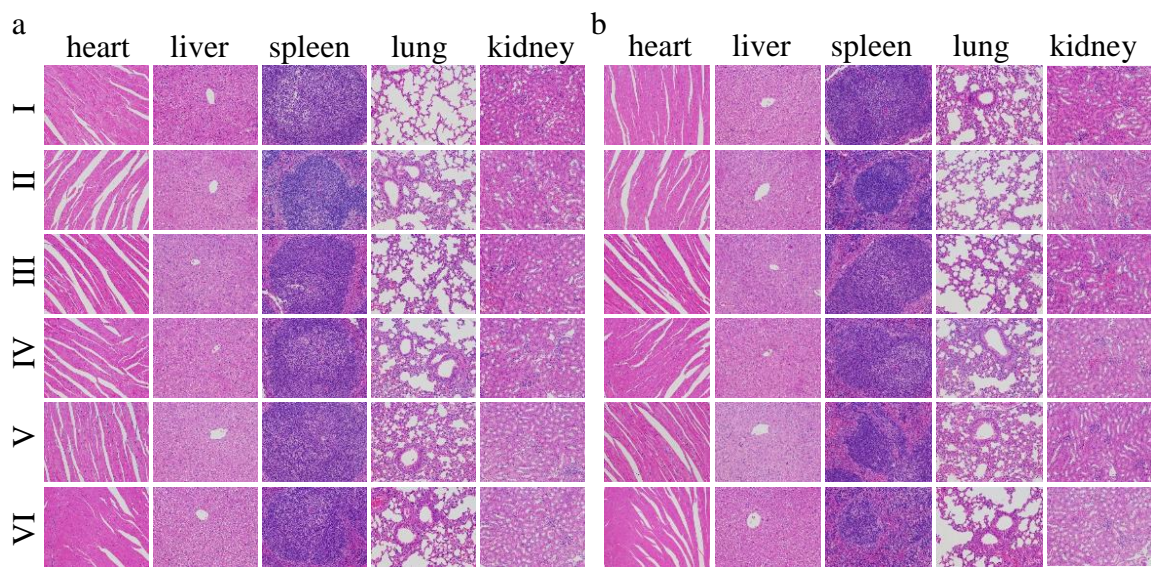 a
heart liver spleen lung kidney
I
II
III
IV
V
VI
b
heart liver spleen lung kidney